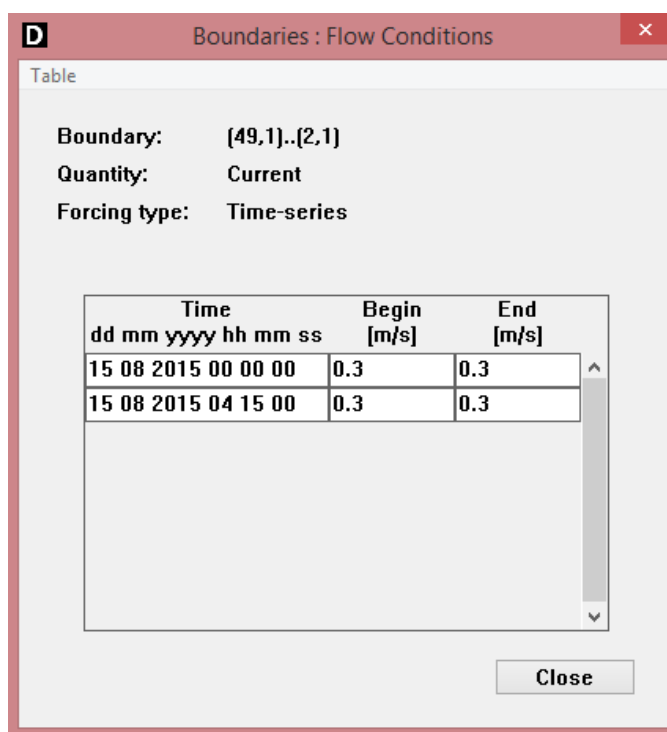 D Boundaries : Flow Conditions ×
Table
Boundary: (49,1)..(2,1)
Quantity: Current
Forcing type: Time-series
Time Begin End
dd mm yyyy hh mm ss [m/s] [m/s]
15 08 2015 00 00 00 0.3 0.3
15 08 2015 04 15 00 0.3 0.3
Close